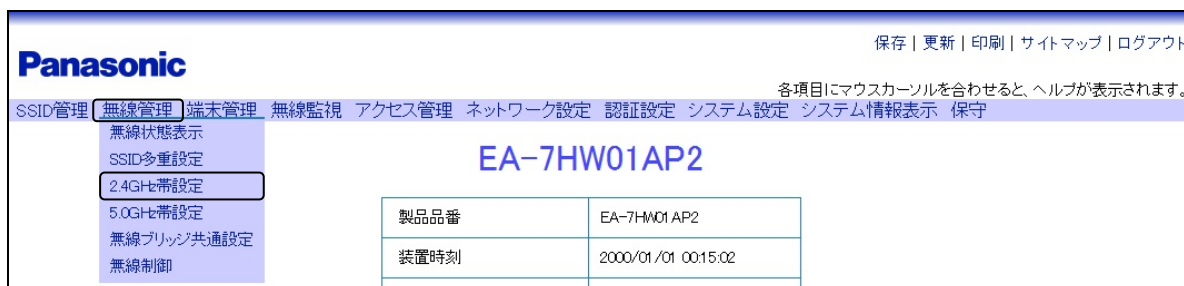 保存 | 更新 | 印刷 | サイトマップ | ログアウト
Panasonic
各項目にマウスカーソルを合わせると、ヘルプが表示されます。
SSID管理 無線管理 端末管理 無線監視 アクセス管理 ネットワーク設定 認証設定 システム設定 システム情報表示 保守
無線状態表示
SSID多重設定
2.4GHz帯設定
5.0GHz帯設定
無線ブリッジ共通設定
無線制御
EA-7HW01AP2
製品品番 EA-7HW01AP2
装置時刻 2000/01/01 00:15:02